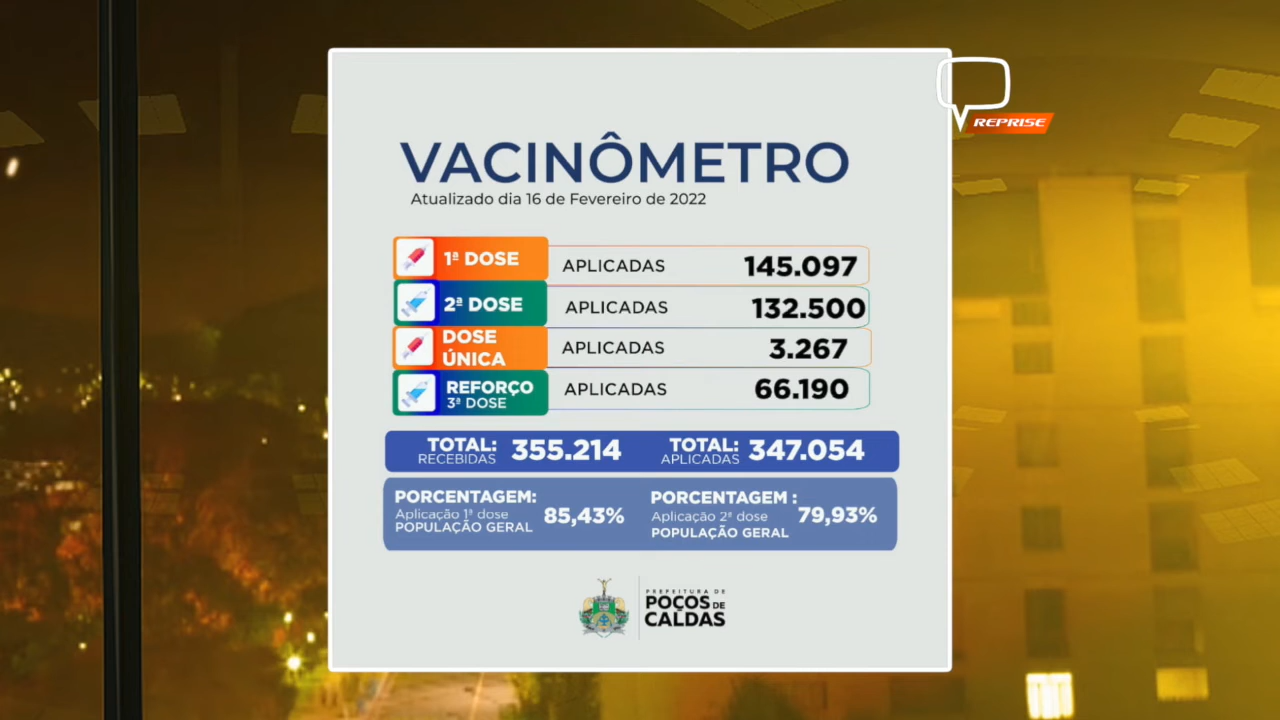 REPRISE
VACINÔMETRO
Atualizado dia 16 de Fevereiro de 2022
1ª DOSE APLICADAS 145.097
2ª DOSE APLICADAS 132.500
DOSE
ÚNICA
APLICADAS 3.267
REFORÇO
3ª DOSE
APLICADAS 66.190
TOTAL:
RECEBIDAS
355.214
TOTAL:
APLICADAS
347.054
PORCENTAGEM:
Aplicação 1ª dose
POPULAÇÃO GERAL
85,43%
PORCENTAGEM :
Aplicação 2ª dose
POPULAÇÃO GERAL
79,93%
PREFEITURA DE
POÇOS DE
CALDAS